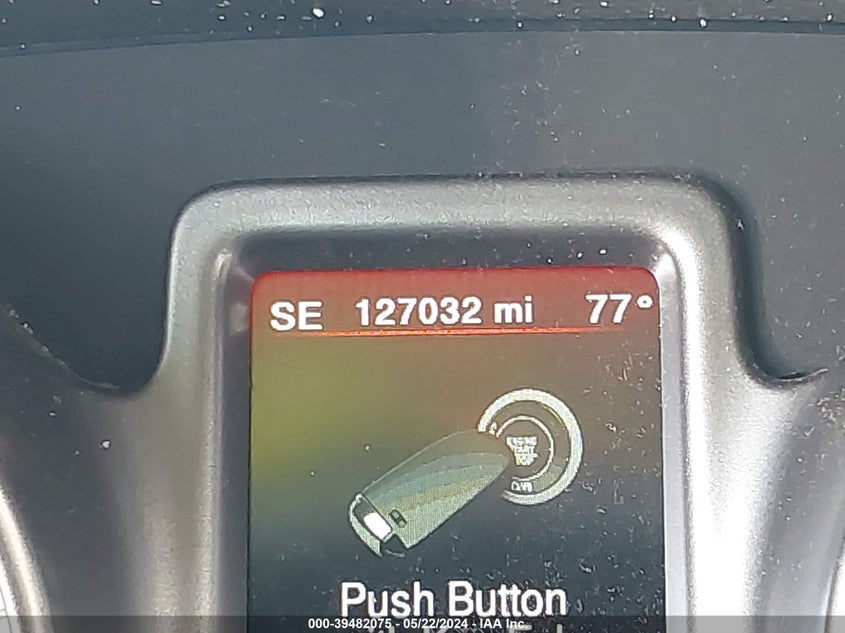 SE 127032 mi 77°
ENGINE
START
STOP
Push Button
000-39482075 - 05/22/2024 - IAA Inc.